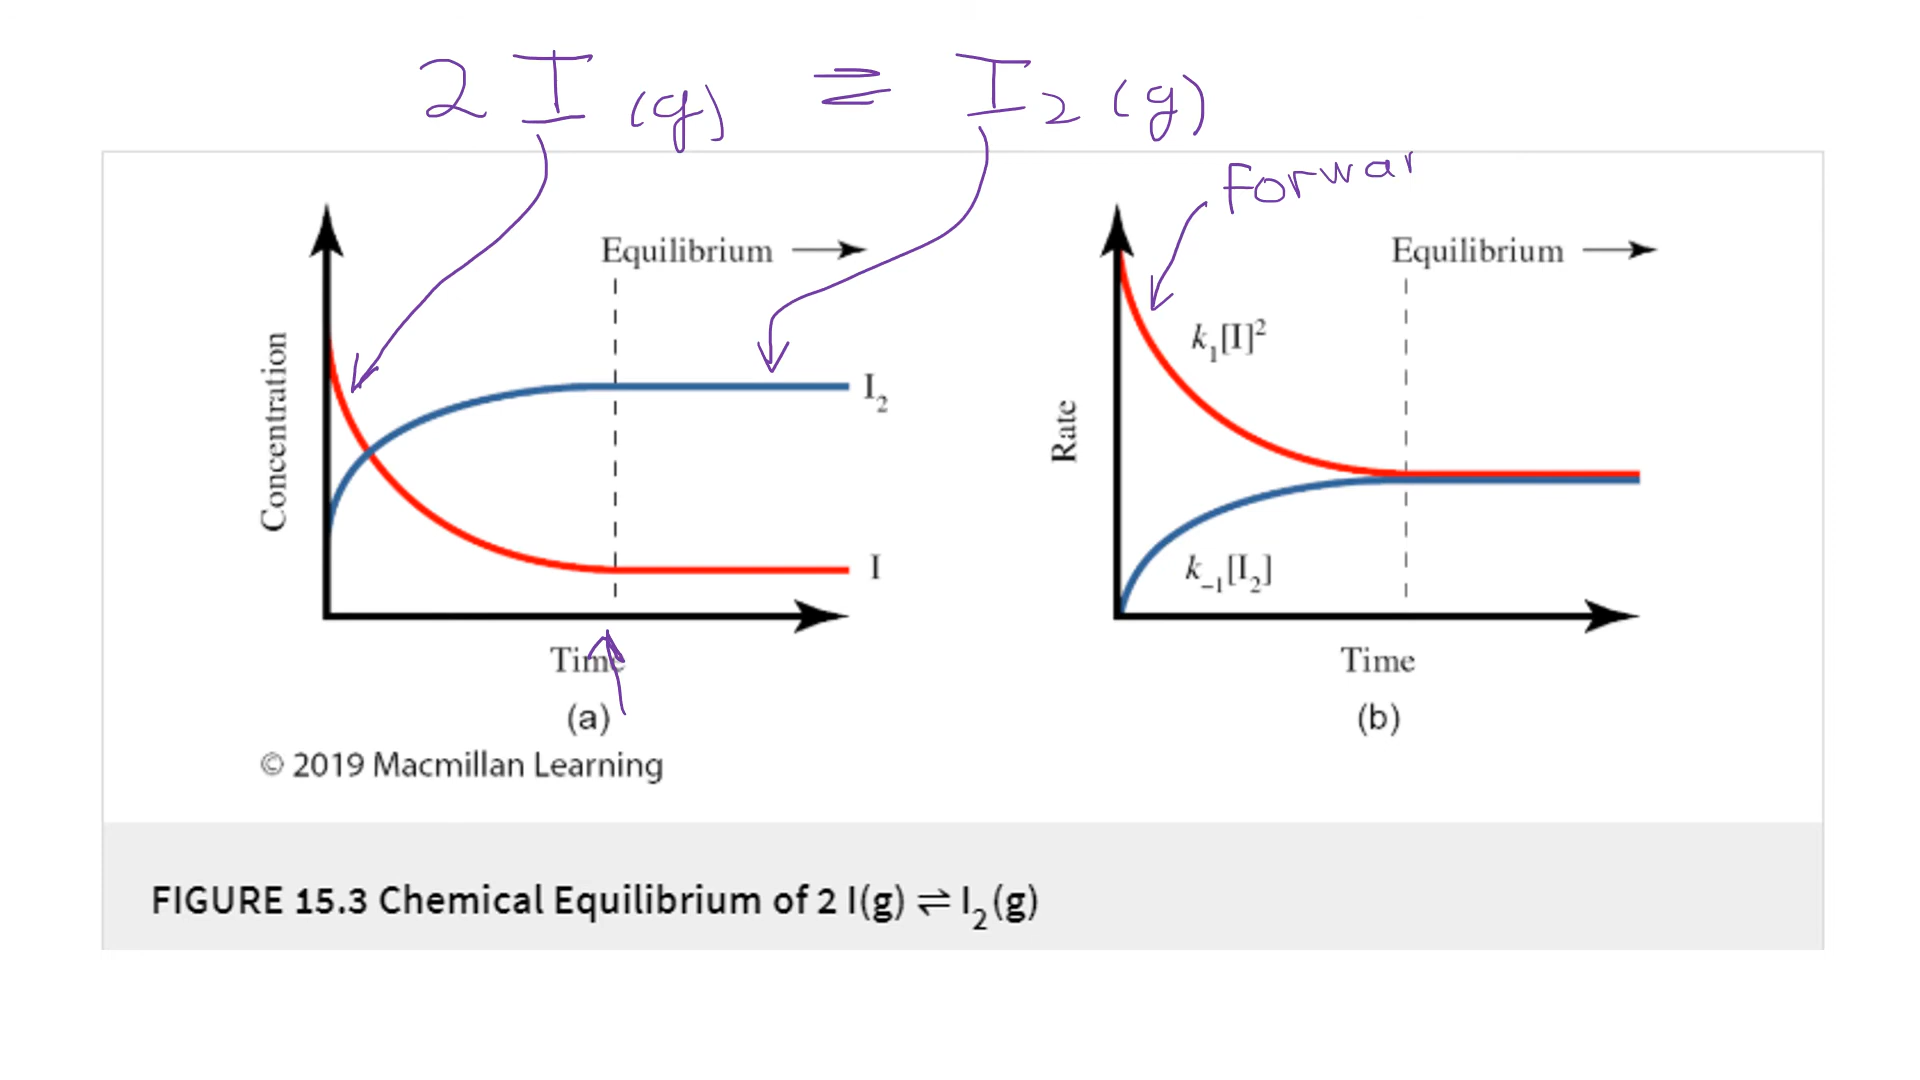 2 I (g) ⇌ I2 (g)
Forwar
Equilibrium
Concentration
I2
I
Time
(a)
Equilibrium
Rate
k1[I]²
k−1[I2]
Time
(b)
© 2019 Macmillan Learning
FIGURE 15.3 Chemical Equilibrium of 2 I(g) ⇌ I2(g)